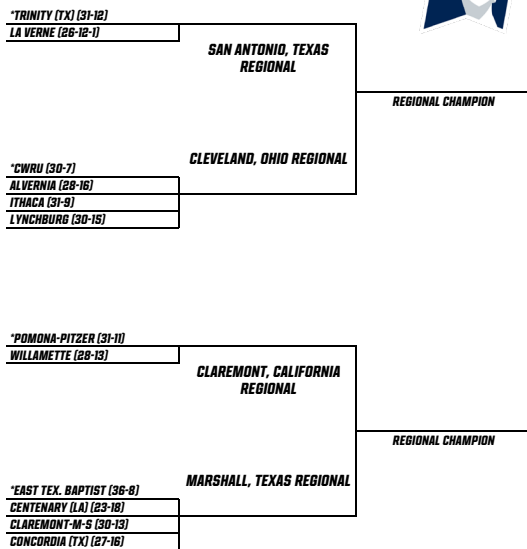 *TRINITY (TX) (31-12)
LA VERNE (26-12-1)
SAN ANTONIO, TEXAS
REGIONAL
REGIONAL CHAMPION
CLEVELAND, OHIO REGIONAL
*CWRU (30-7)
ALVERNIA (28-16)
ITHACA (31-9)
LYNCHBURG (30-15)
*POMONA-PITZER (31-11)
WILLAMETTE (28-13)
CLAREMONT, CALIFORNIA
REGIONAL
REGIONAL CHAMPION
MARSHALL, TEXAS REGIONAL
*EAST TEX. BAPTIST (36-8)
CENTENARY (LA) (23-18)
CLAREMONT-M-S (30-13)
CONCORDIA (TX) (27-16)